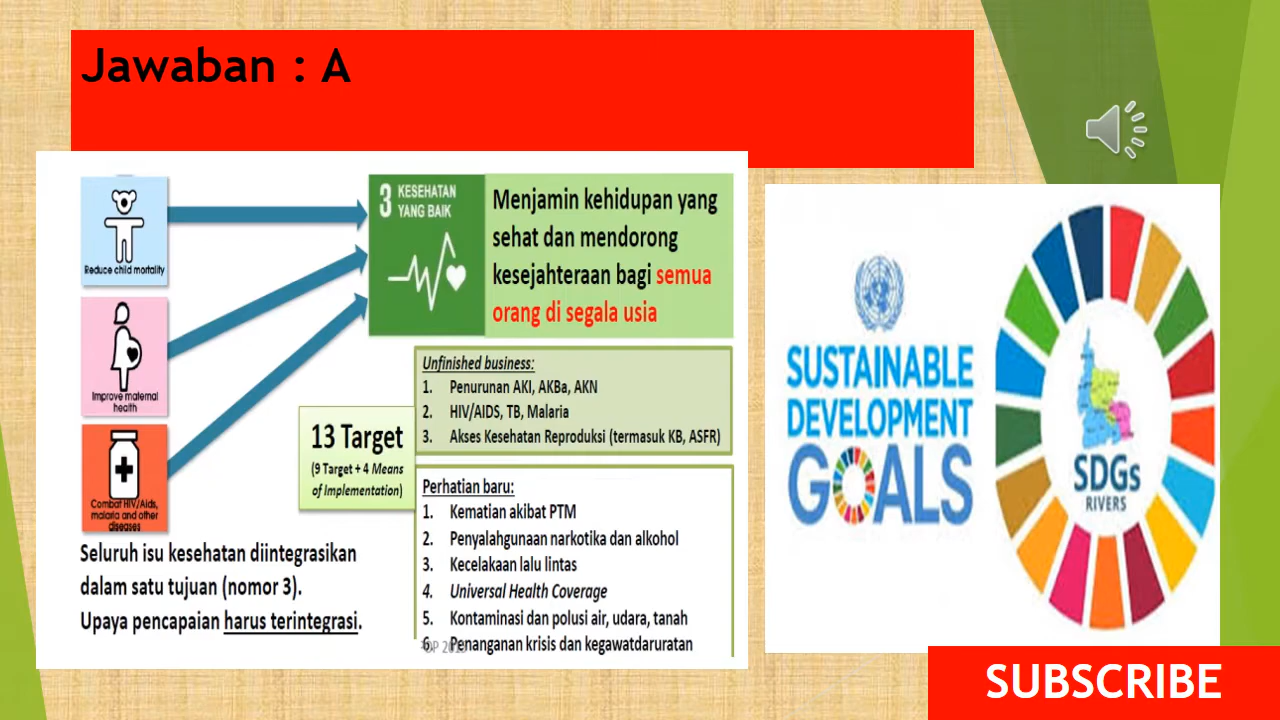 Jawaban : A
Reduce child mortality
Improve maternal
health
Combat HIV/Aids,
malaria and other
diseases
Seluruh isu kesehatan diintegrasikan
dalam satu tujuan (nomor 3).
Upaya pencapaian harus terintegrasi.
3 KESEHATAN
YANG BAIK
Menjamin kehidupan yang
sehat dan mendorong
kesejahteraan bagi semua
orang di segala usia
13 Target
(9 Target + 4 Means
of Implementation)
Unfinished business:
1. Penurunan AKI, AKBa, AKN
2. HIV/AIDS, TB, Malaria
3. Akses Kesehatan Reproduksi (termasuk KB, ASFR)
Perhatian baru:
1. Kematian akibat PTM
2. Penyalahgunaan narkotika dan alkohol
3. Kecelakaan lalu lintas
4. Universal Health Coverage
5. Kontaminasi dan polusi air, udara, tanah
6. Penanganan krisis dan kegawatdaruratan
SUSTAINABLE
DEVELOPMENT
GOALS
SDGs
RIVERS
SUBSCRIBE